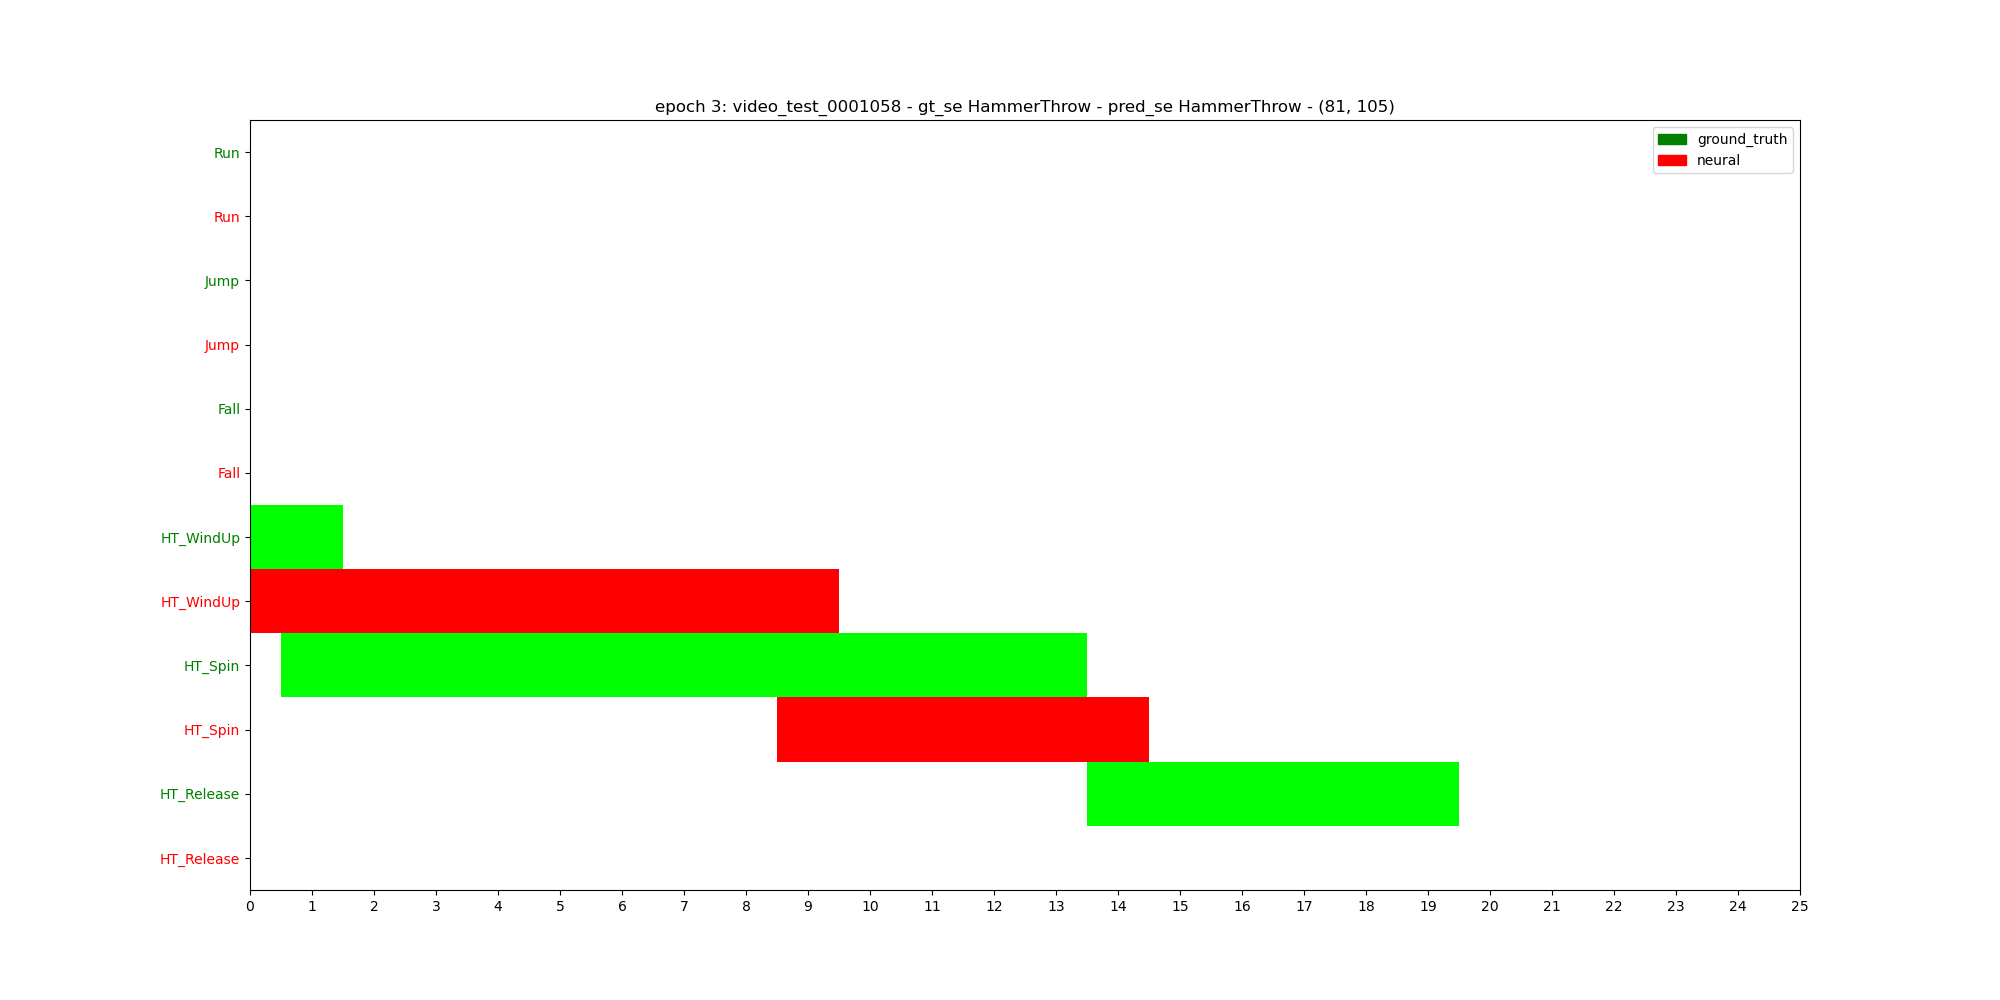 epoch 3: video_test_0001058 - gt_se HammerThrow - pred_se HammerThrow - (81, 105)
ground_truth
neural
Run
Run
Jump
Jump
Fall
Fall
HT_WindUp
HT_WindUp
HT_Spin
HT_Spin
HT_Release
HT_Release
0 1 2 3 4 5 6 7 8 9 10 11 12 13 14 15 16 17 18 19 20 21 22 23 24 25